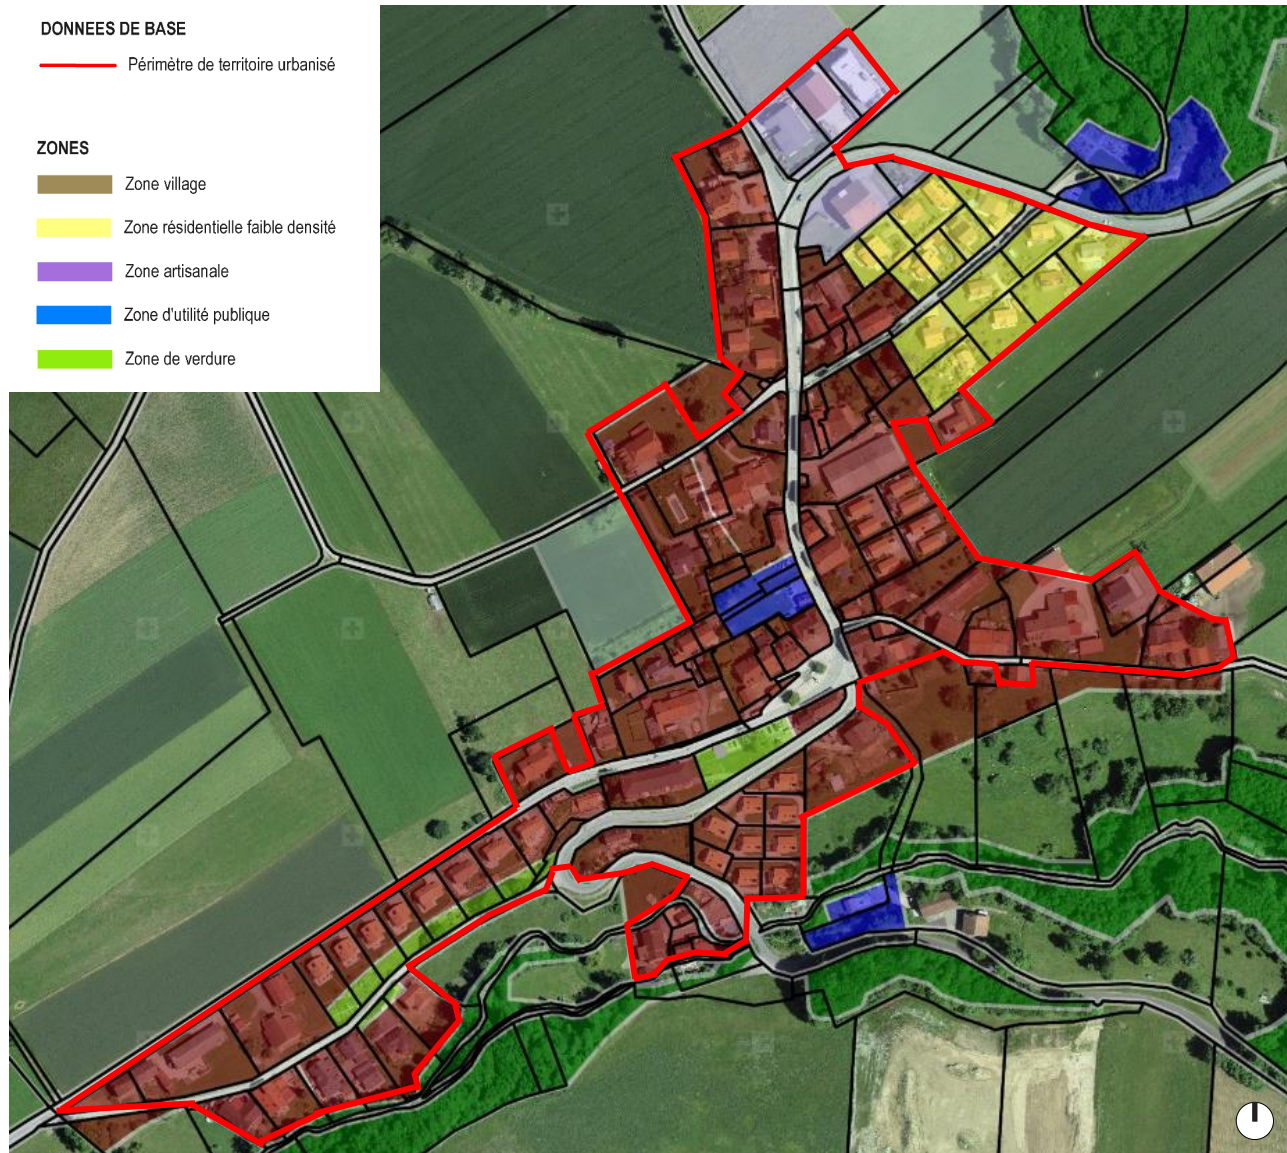 DONNEES DE BASE
Périmètre de territoire urbanisé
ZONES
Zone village
Zone résidentielle faible densité
Zone artisanale
Zone d'utilité publique
Zone de verdure